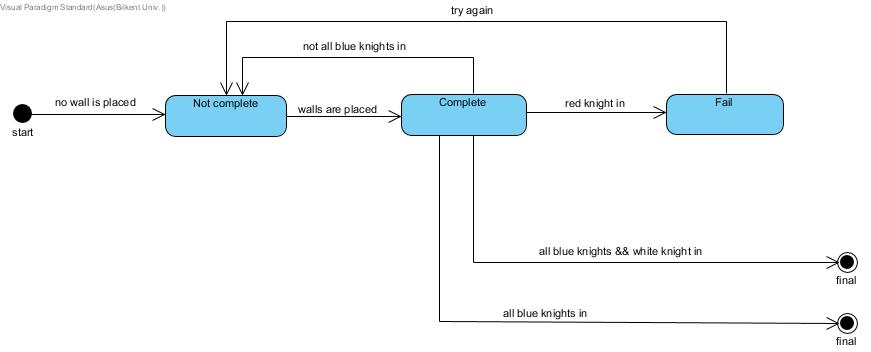 Visual Paradigm Standard(Asus(Bilkent Univ.))
try again
not all blue knights in
no wall is placed
Not complete
walls are placed
Complete
red knight in
Fail
start
all blue knights && white knight in
final
all blue knights in
final